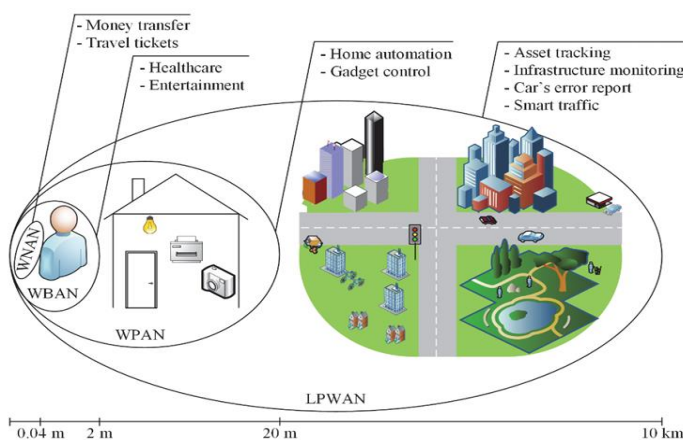 - Money transfer
- Travel tickets
- Healthcare
- Entertainment
- Home automation
- Gadget control
- Asset tracking
- Infrastructure monitoring
- Car's error report
- Smart traffic
WNAN
WBAN
WPAN
LPWAN
0.04 m 2 m 20 m 10 km